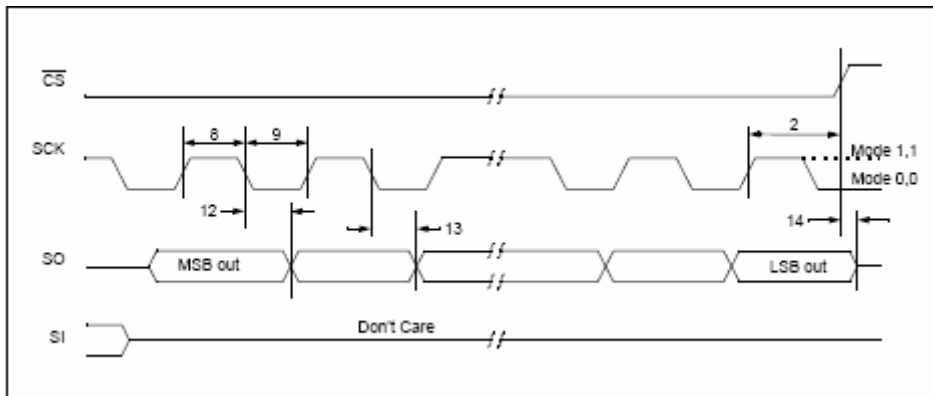 CS
2
8
9
SCK
Mode 1,1
Mode 0,0
12
13
14
SO
MSB out
LSB out
Don't Care
SI